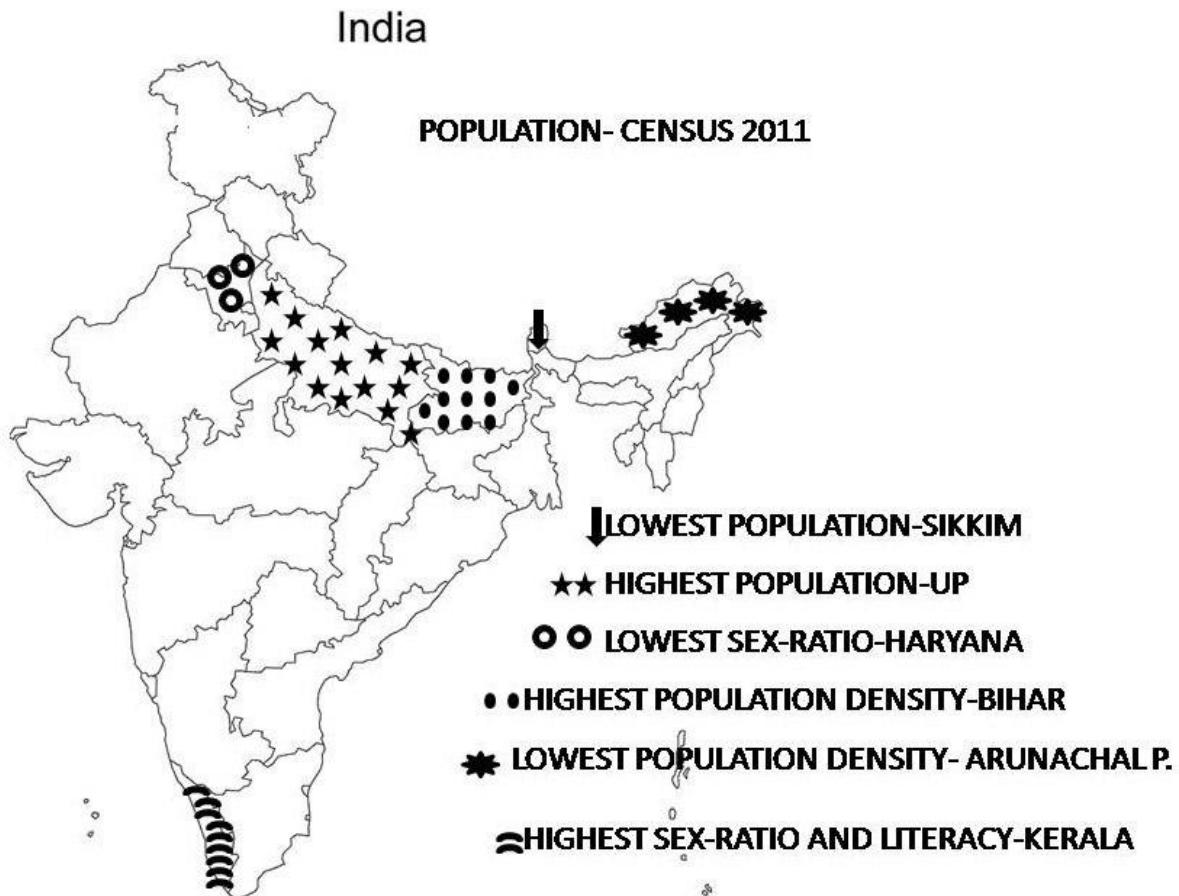 India
POPULATION- CENSUS 2011
LOWEST POPULATION-SIKKIM
HIGHEST POPULATION-UP
LOWEST SEX-RATIO-HARYANA
HIGHEST POPULATION DENSITY-BIHAR
LOWEST POPULATION DENSITY- ARUNACHAL P.
HIGHEST SEX-RATIO AND LITERACY-KERALA